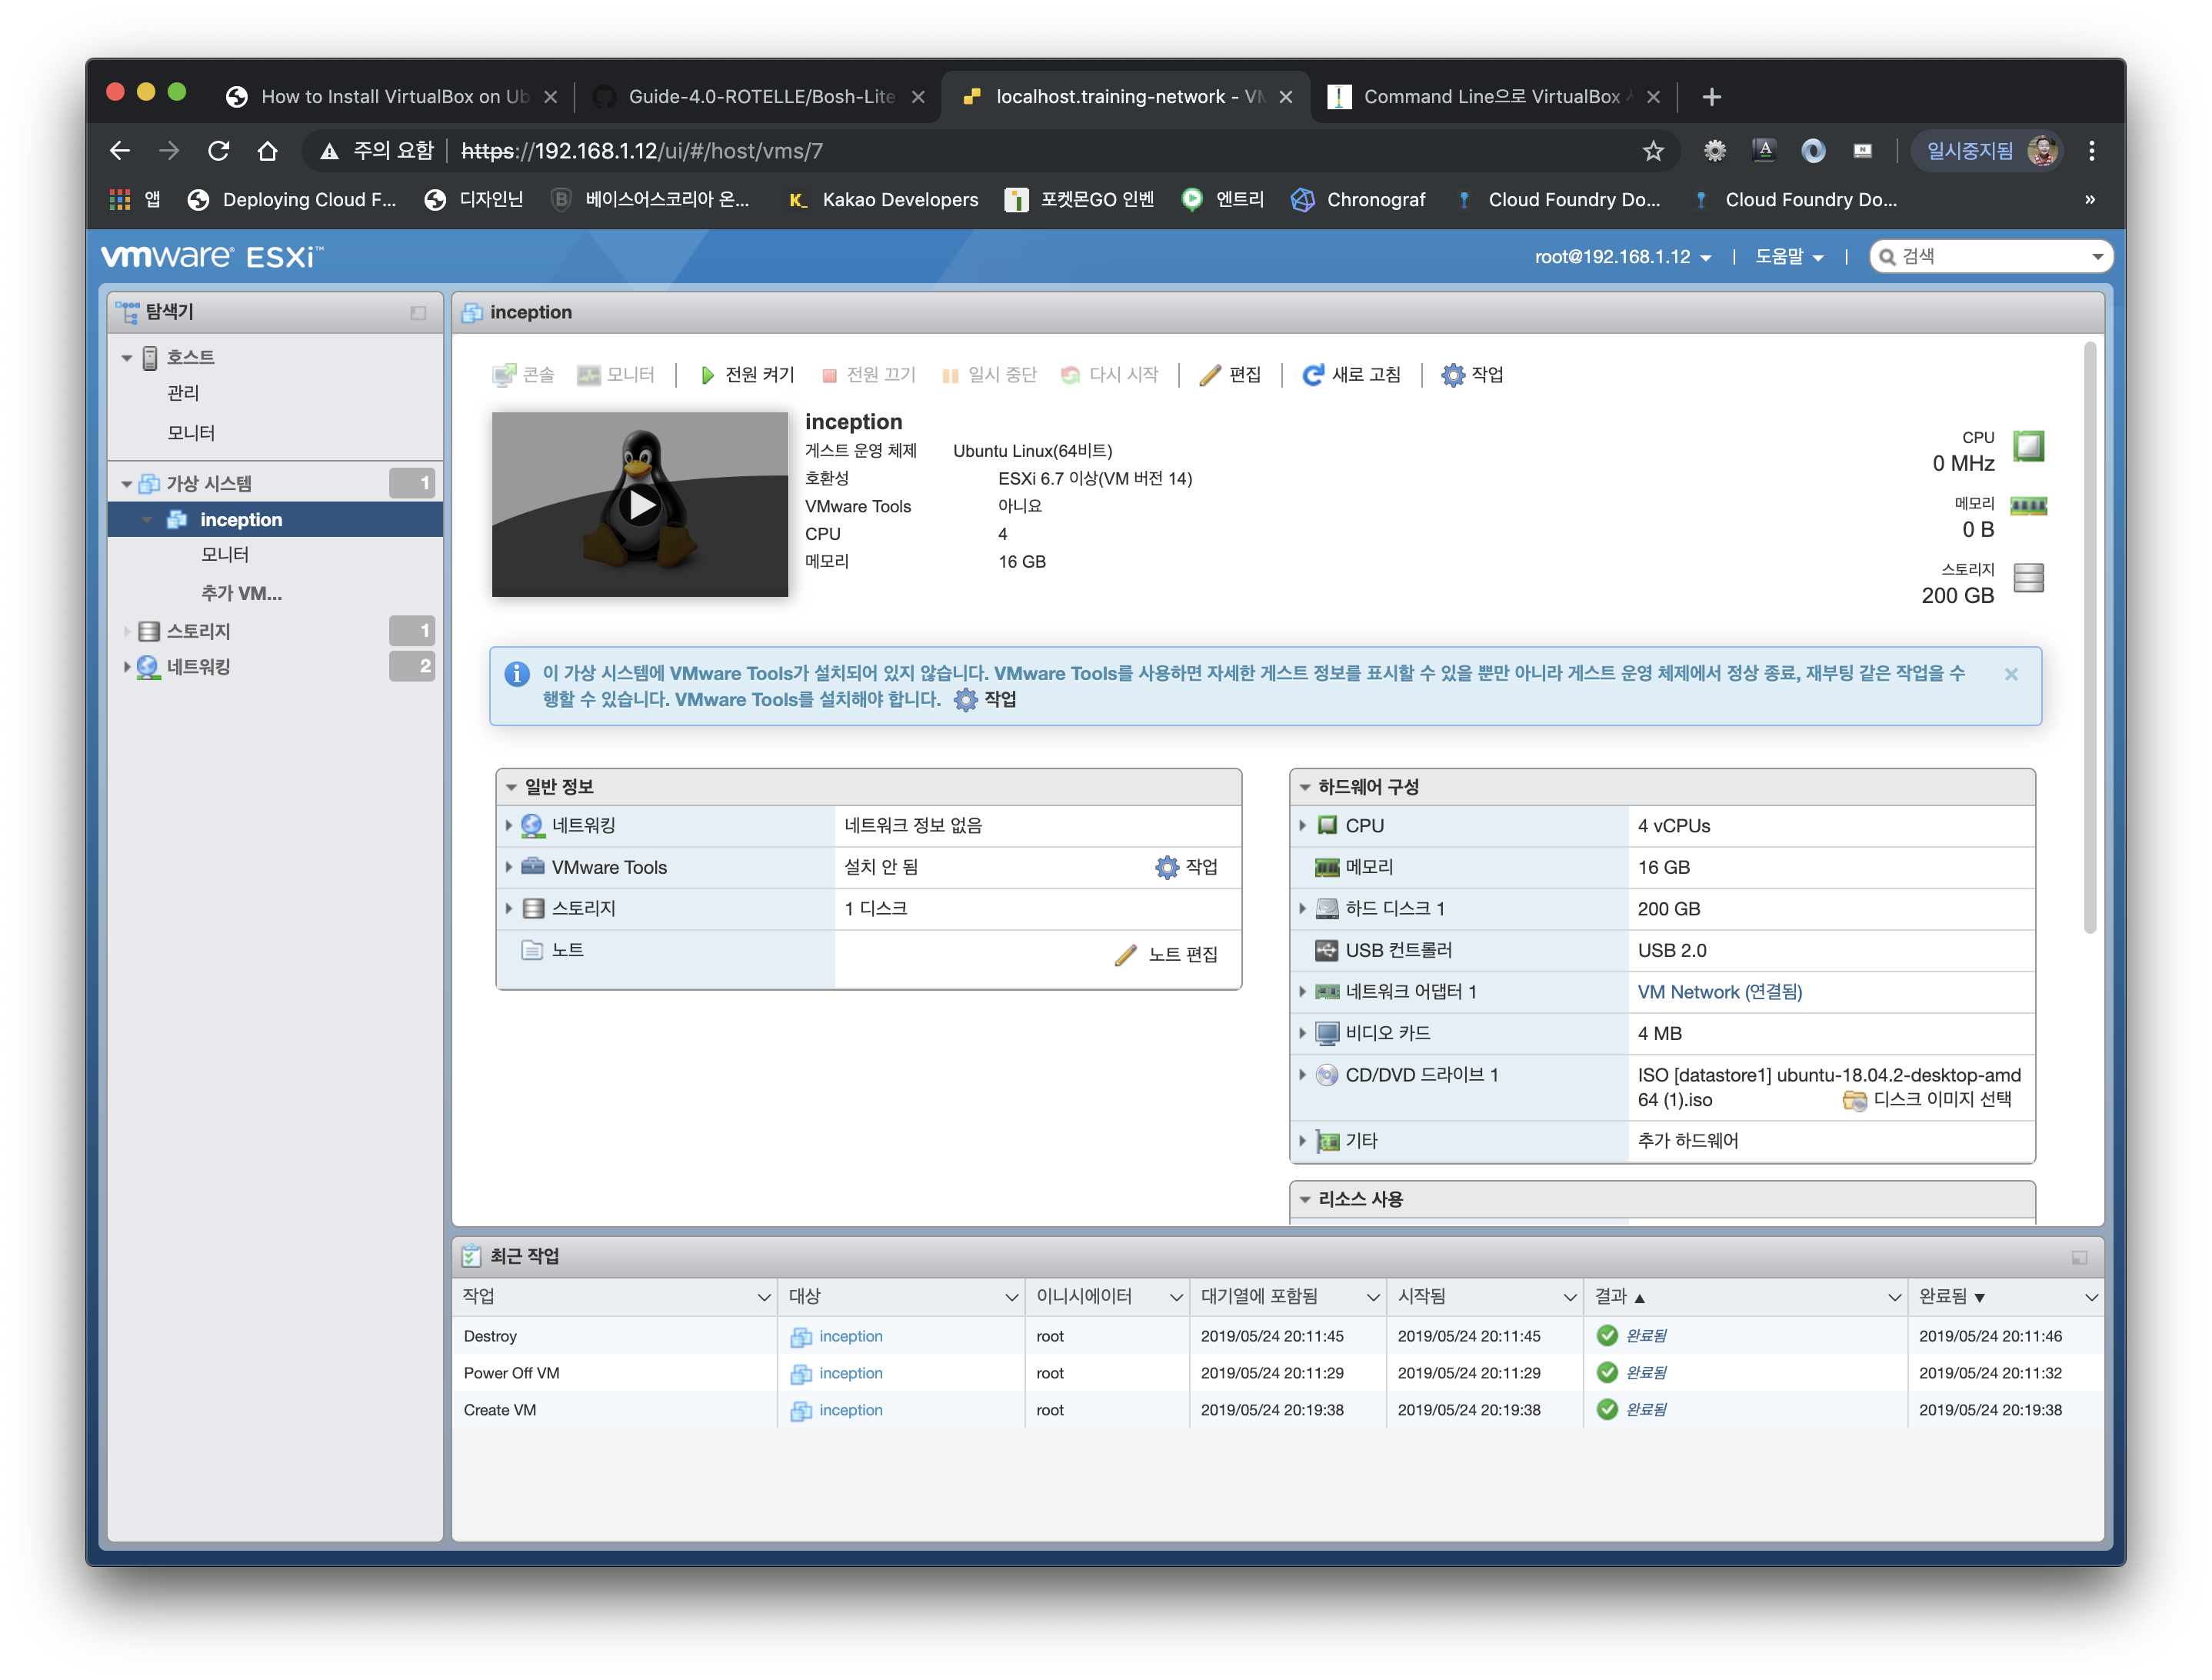 How to Install VirtualBox on Ub
Guide-4.0-ROTELLE/Bosh-Lite
localhost.training-network - VM
Command Line으로 VirtualBox
주의 요함 https://192.168.1.12/ui/#/host/vms/7
일시중지됨
앱 Deploying Cloud F... 디자인닌 베이스어스코리아 온... Kakao Developers 포켓몬GO 인벤 엔트리 Chronograf Cloud Foundry Do... Cloud Foundry Do... »
vmware® ESXi™
root@192.168.1.12 | 도움말 | 검색
탐색기
호스트
관리
모니터
가상 시스템 1
inception
모니터
추가 VM...
스토리지 1
네트워킹 2
inception
콘솔 모니터 전원 켜기 전원 끄기 일시 중단 다시 시작 편집 새로 고침 작업
inception
게스트 운영 체제 Ubuntu Linux(64비트)
호환성 ESXi 6.7 이상(VM 버전 14)
VMware Tools 아니요
CPU 4
메모리 16 GB
CPU
0 MHz
메모리
0 B
스토리지
200 GB
이 가상 시스템에 VMware Tools가 설치되어 있지 않습니다. VMware Tools를 사용하면 자세한 게스트 정보를 표시할 수 있을 뿐만 아니라 게스트 운영 체제에서 정상 종료, 재부팅 같은 작업을 수
행할 수 있습니다. VMware Tools를 설치해야 합니다. 작업
일반 정보
네트워킹 네트워크 정보 없음
VMware Tools 설치 안 됨 작업
스토리지 1 디스크
노트 노트 편집
하드웨어 구성
CPU 4 vCPUs
메모리 16 GB
하드 디스크 1 200 GB
USB 컨트롤러 USB 2.0
네트워크 어댑터 1 VM Network (연결됨)
비디오 카드 4 MB
CD/DVD 드라이브 1 ISO [datastore1] ubuntu-18.04.2-desktop-amd
64 (1).iso 디스크 이미지 선택
기타 추가 하드웨어
리소스 사용
최근 작업
작업 대상 이니시에이터 대기열에 포함됨 시작됨 결과 ▲ 완료됨 ▼
Destroy inception root 2019/05/24 20:11:45 2019/05/24 20:11:45 완료됨 2019/05/24 20:11:46
Power Off VM inception root 2019/05/24 20:11:29 2019/05/24 20:11:29 완료됨 2019/05/24 20:11:32
Create VM inception root 2019/05/24 20:19:38 2019/05/24 20:19:38 완료됨 2019/05/24 20:19:38